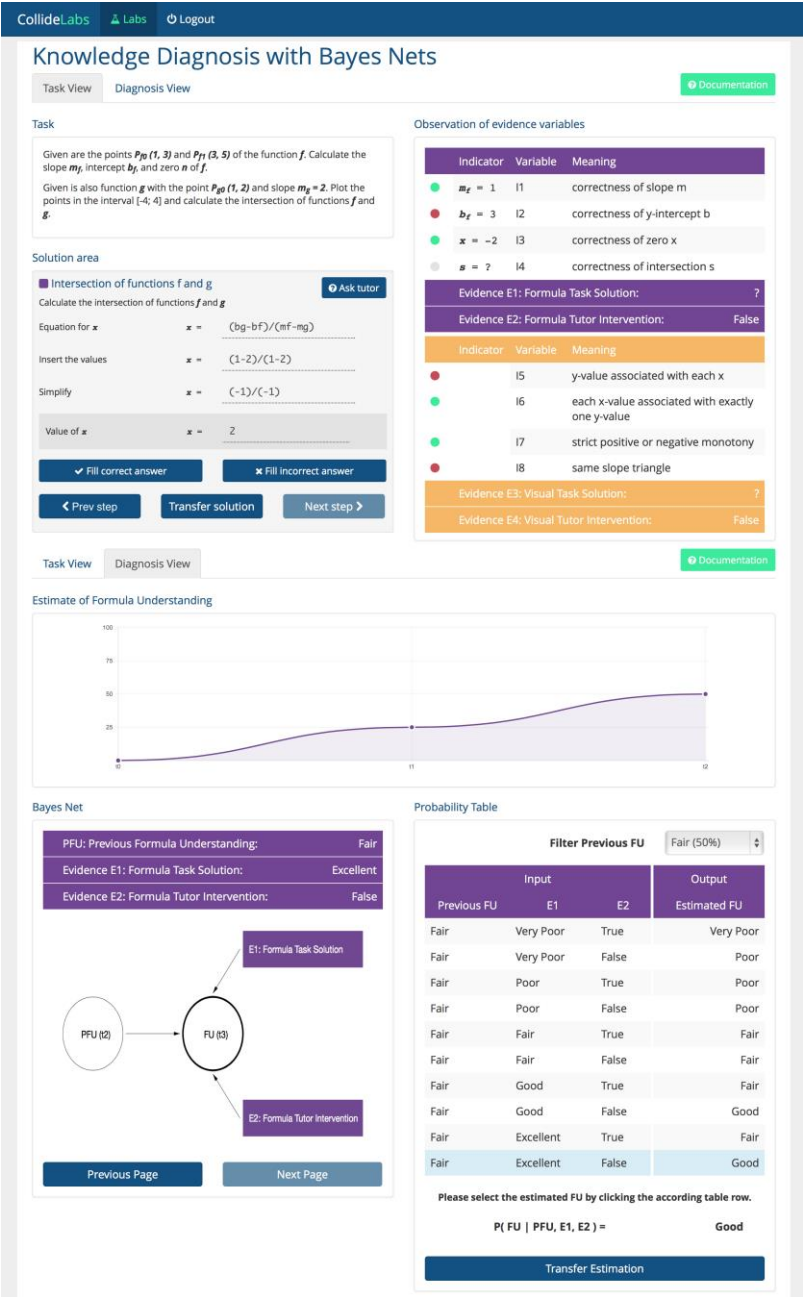 CollideLabs Labs Logout
Knowledge Diagnosis with Bayes Nets
Task View Diagnosis View Documentation
Task
Given are the points Pf0 (1, 3) and Pf1 (3, 5) of the function f. Calculate the
slope mf, intercept bf, and zero n of f.
Given is also function g with the point Pg0 (1, 2) and slope mg = 2. Plot the
points in the interval [-4; 4] and calculate the intersection of functions f and
g.
Solution area
Intersection of functions f and g Ask tutor
Calculate the intersection of functions f and g
Equation for x x = (bg-bf)/(mf-mg)
Insert the values x = (1-2)/(1-2)
Simplify x = (-1)/(-1)
Value of x x = 2
Fill correct answer Fill incorrect answer
Prev step Transfer solution Next step
Observation of evidence variables
Indicator Variable Meaning
mf = 1 I1 correctness of slope m
bf = 3 I2 correctness of y-intercept b
x = -2 I3 correctness of zero x
s = ? I4 correctness of intersection s
Evidence E1: Formula Task Solution: ?
Evidence E2: Formula Tutor Intervention: False
Indicator Variable Meaning
I5 y-value associated with each x
I6 each x-value associated with exactly
one y-value
I7 strict positive or negative monotony
I8 same slope triangle
Evidence E3: Visual Task Solution: ?
Evidence E4: Visual Tutor Intervention: False
Task View Diagnosis View Documentation
Estimate of Formula Understanding
100
75
50
25
t0 t1 t2
Bayes Net
PFU: Previous Formula Understanding: Fair
Evidence E1: Formula Task Solution: Excellent
Evidence E2: Formula Tutor Intervention: False
E1: Formula Task Solution
PFU (t2) FU (t3)
E2: Formula Tutor Intervention
Previous Page Next Page
Probability Table
Filter Previous FU Fair (50%)
Input Output
Previous FU E1 E2 Estimated FU
Fair Very Poor True Very Poor
Fair Very Poor False Poor
Fair Poor True Poor
Fair Poor False Poor
Fair Fair True Fair
Fair Fair False Fair
Fair Good True Fair
Fair Good False Good
Fair Excellent True Fair
Fair Excellent False Good
Please select the estimated FU by clicking the according table row.
P( FU | PFU, E1, E2 ) = Good
Transfer Estimation